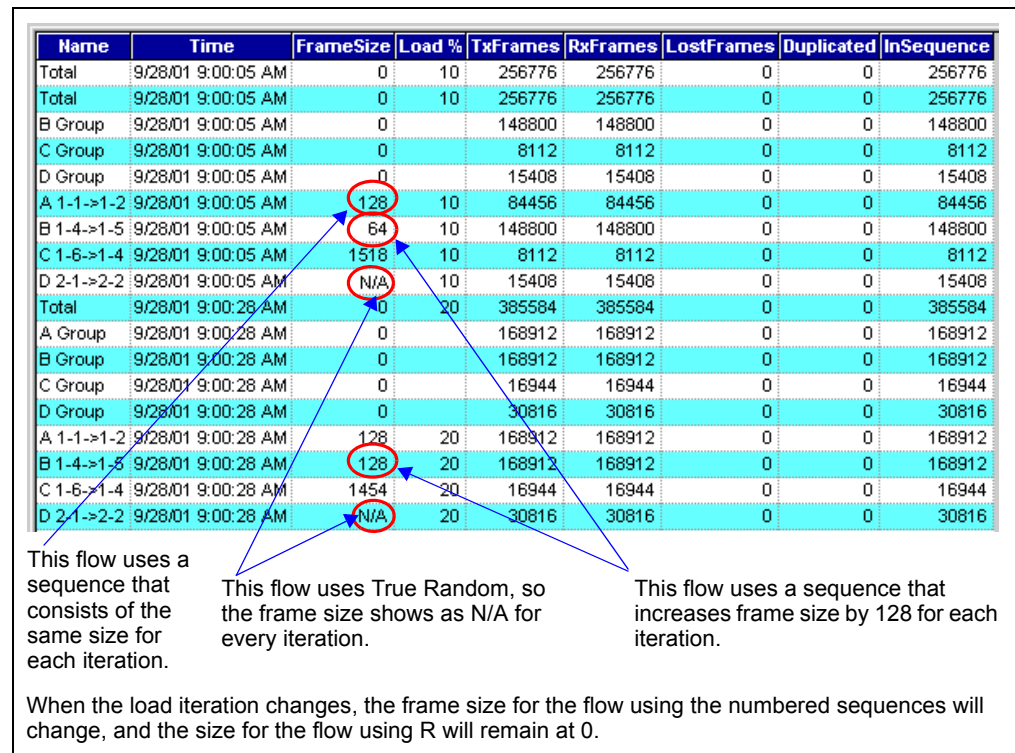 Name Time FrameSize Load % TxFrames RxFrames LostFrames Duplicated InSequence
Total 9/28/01 9:00:05 AM 0 10 256776 256776 0 0 256776
Total 9/28/01 9:00:05 AM 0 10 256776 256776 0 0 256776
B Group 9/28/01 9:00:05 AM 0 148800 148800 0 0 148800
C Group 9/28/01 9:00:05 AM 0 8112 8112 0 0 8112
D Group 9/28/01 9:00:05 AM 0 15408 15408 0 0 15408
A 1-1->1-2 9/28/01 9:00:05 AM 128 10 84456 84456 0 0 84456
B 1-4->1-5 9/28/01 9:00:05 AM 64 10 148800 148800 0 0 148800
C 1-6->1-4 9/28/01 9:00:05 AM 1518 10 8112 8112 0 0 8112
D 2-1->2-2 9/28/01 9:00:05 AM N/A 10 15408 15408 0 0 15408
Total 9/28/01 9:00:28 AM 0 20 385584 385584 0 0 385584
A Group 9/28/01 9:00:28 AM 0 168912 168912 0 0 168912
B Group 9/28/01 9:00:28 AM 0 168912 168912 0 0 168912
C Group 9/28/01 9:00:28 AM 0 16944 16944 0 0 16944
D Group 9/28/01 9:00:28 AM 0 30816 30816 0 0 30816
A 1-1->1-2 9/28/01 9:00:28 AM 128 20 168912 168912 0 0 168912
B 1-4->1-5 9/28/01 9:00:28 AM 128 20 168912 168912 0 0 168912
C 1-6->1-4 9/28/01 9:00:28 AM 1454 20 16944 16944 0 0 16944
D 2-1->2-2 9/28/01 9:00:28 AM N/A 20 30816 30816 0 0 30816
This flow uses a
sequence that
consists of the
same size for
each iteration.
This flow uses True Random, so
the frame size shows as N/A for
every iteration.
This flow uses a sequence that
increases frame size by 128 for each
iteration.
When the load iteration changes, the frame size for the flow using the numbered sequences will
change, and the size for the flow using R will remain at 0.